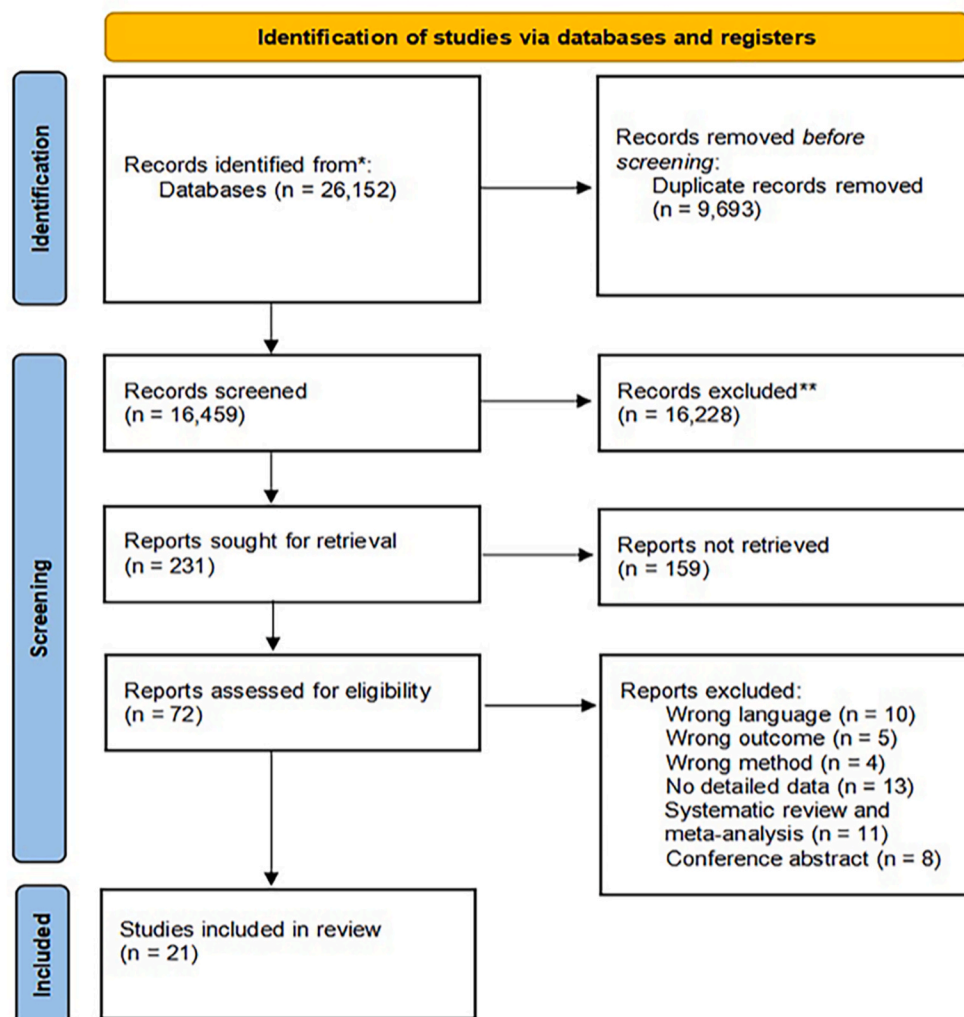 Identification of studies via databases and registers
Identification
Records identified from*:
Databases (n = 26,152)
Records removed before
screening:
Duplicate records removed
(n = 9,693)
Screening
Records screened
(n = 16,459)
Records excluded**
(n = 16,228)
Reports sought for retrieval
(n = 231)
Reports not retrieved
(n = 159)
Reports assessed for eligibility
(n = 72)
Reports excluded:
Wrong language (n = 10)
Wrong outcome (n = 5)
Wrong method (n = 4)
No detailed data (n = 13)
Systematic review and
meta-analysis (n = 11)
Conference abstract (n = 8)
Included
Studies included in review
(n = 21)